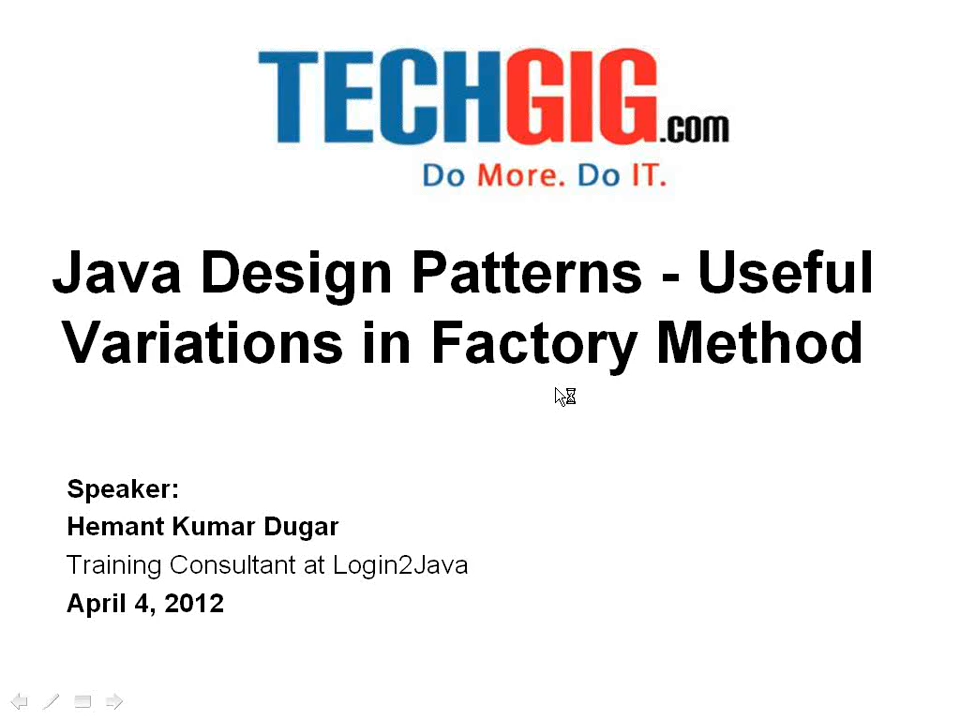 TECHGIG.com
Do More. Do IT.
Java Design Patterns - Useful
Variations in Factory Method
Speaker:
Hemant Kumar Dugar
Training Consultant at Login2Java
April 4, 2012